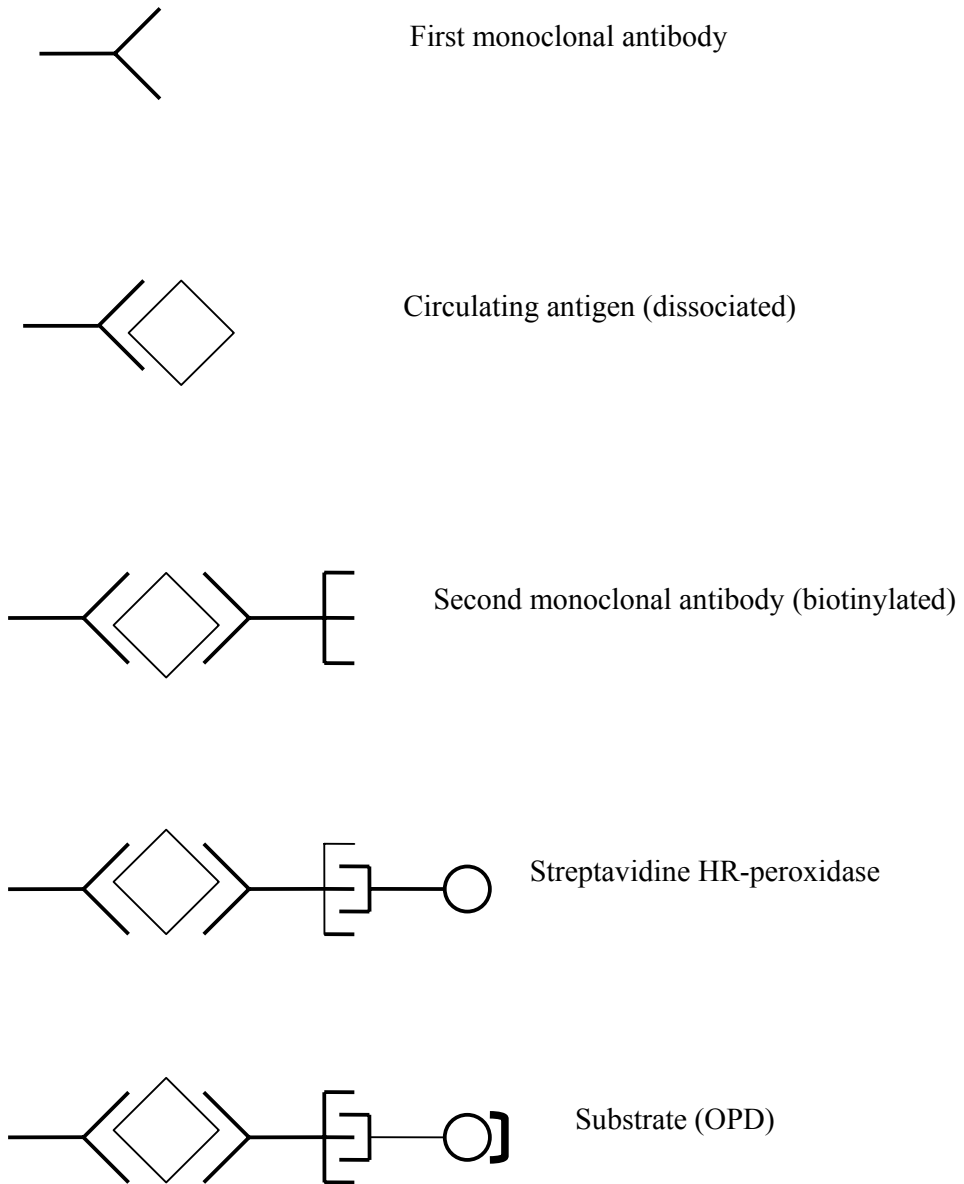 First monoclonal antibody
Circulating antigen (dissociated)
Second monoclonal antibody (biotinylated)
Streptavidine HR-peroxidase
Substrate (OPD)